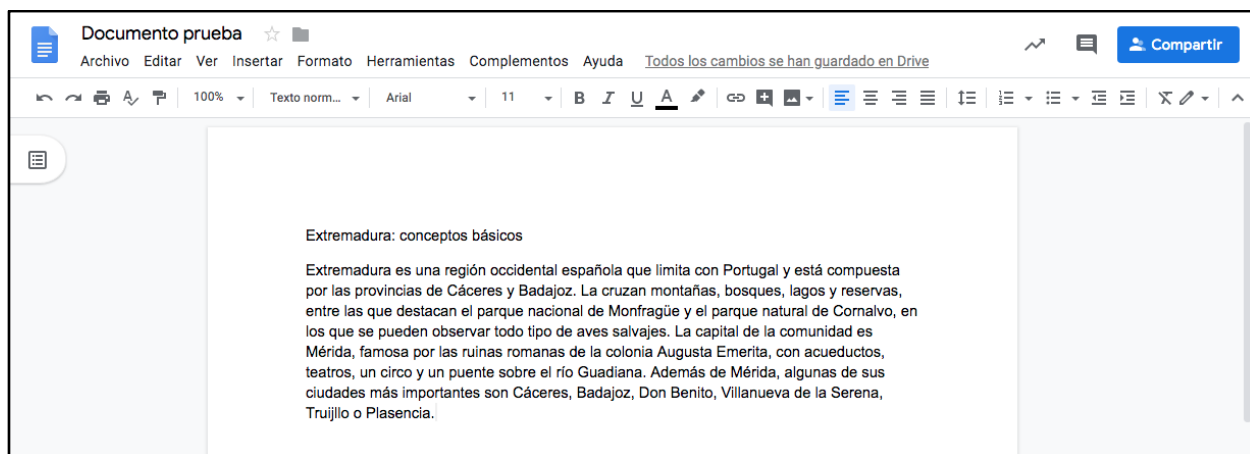 Documento prueba
Archivo Editar Ver Insertar Formato Herramientas Complementos Ayuda Todos los cambios se han guardado en Drive
Compartir
100% Texto norm... Arial 11 B I U A
Extremadura: conceptos básicos
Extremadura es una región occidental española que limita con Portugal y está compuesta
por las provincias de Cáceres y Badajoz. La cruzan montañas, bosques, lagos y reservas,
entre las que destacan el parque nacional de Monfragüe y el parque natural de Cornalvo, en
los que se pueden observar todo tipo de aves salvajes. La capital de la comunidad es
Mérida, famosa por las ruinas romanas de la colonia Augusta Emerita, con acueductos,
teatros, un circo y un puente sobre el río Guadiana. Además de Mérida, algunas de sus
ciudades más importantes son Cáceres, Badajoz, Don Benito, Villanueva de la Serena,
Truijllo o Plasencia.